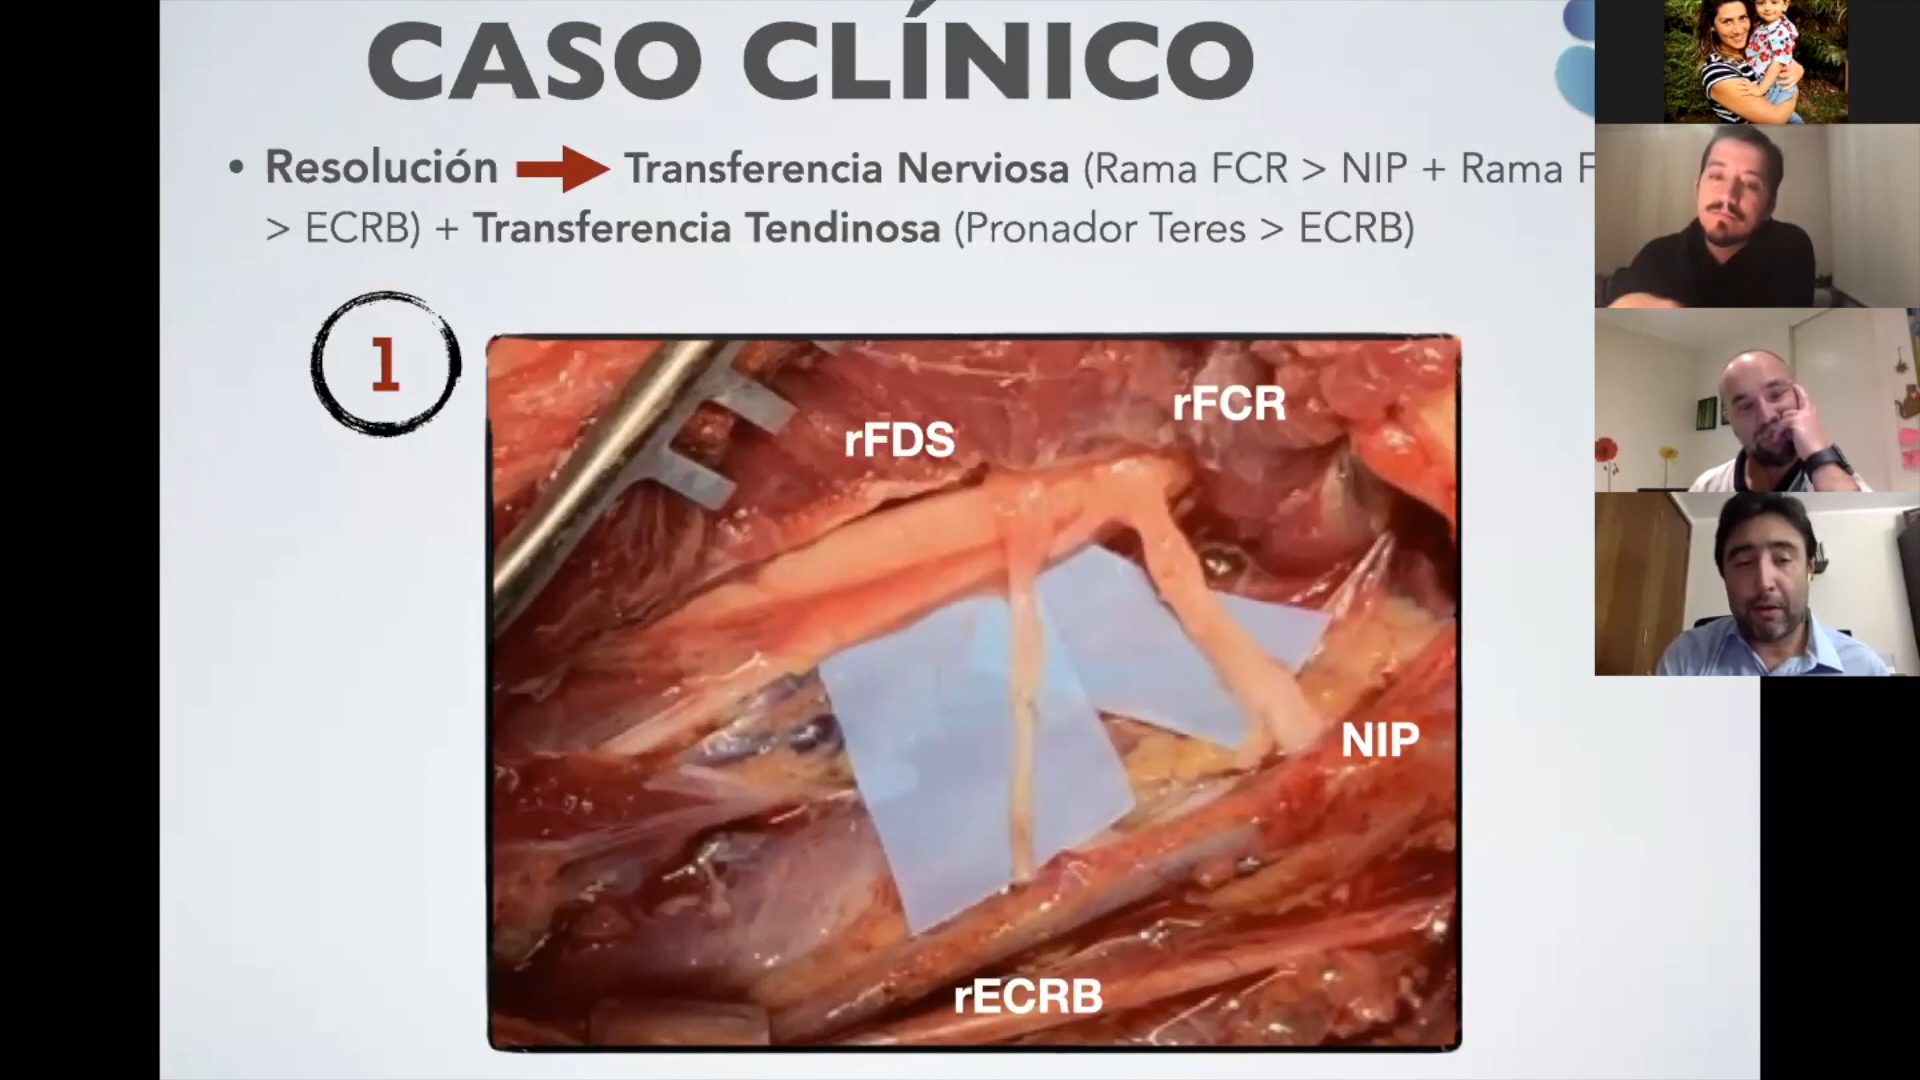 CASO CLÍNICO
• Resolución Transferencia Nerviosa (Rama FCR > NIP + Rama F
> ECRB) + Transferencia Tendinosa (Pronador Teres > ECRB)
1
rFCR
rFDS
NIP
rECRB